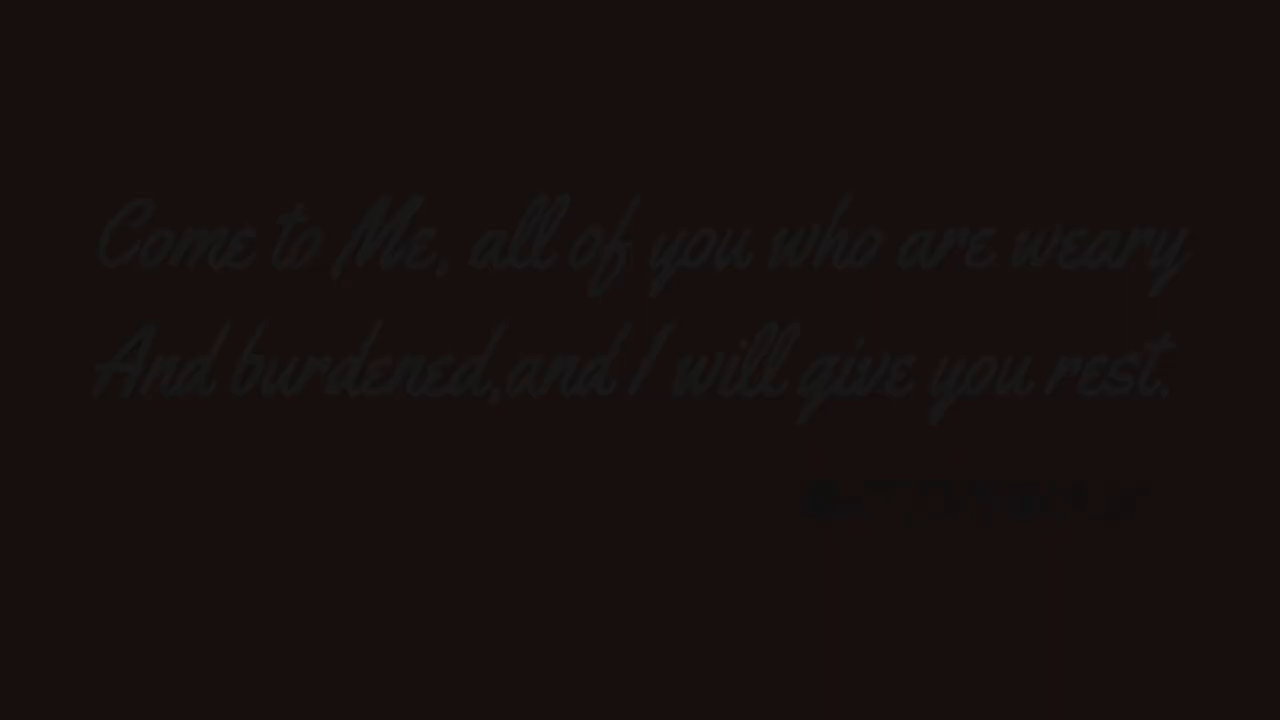 Come to Me, all of you who are weary
And burdened,and I will give you rest.